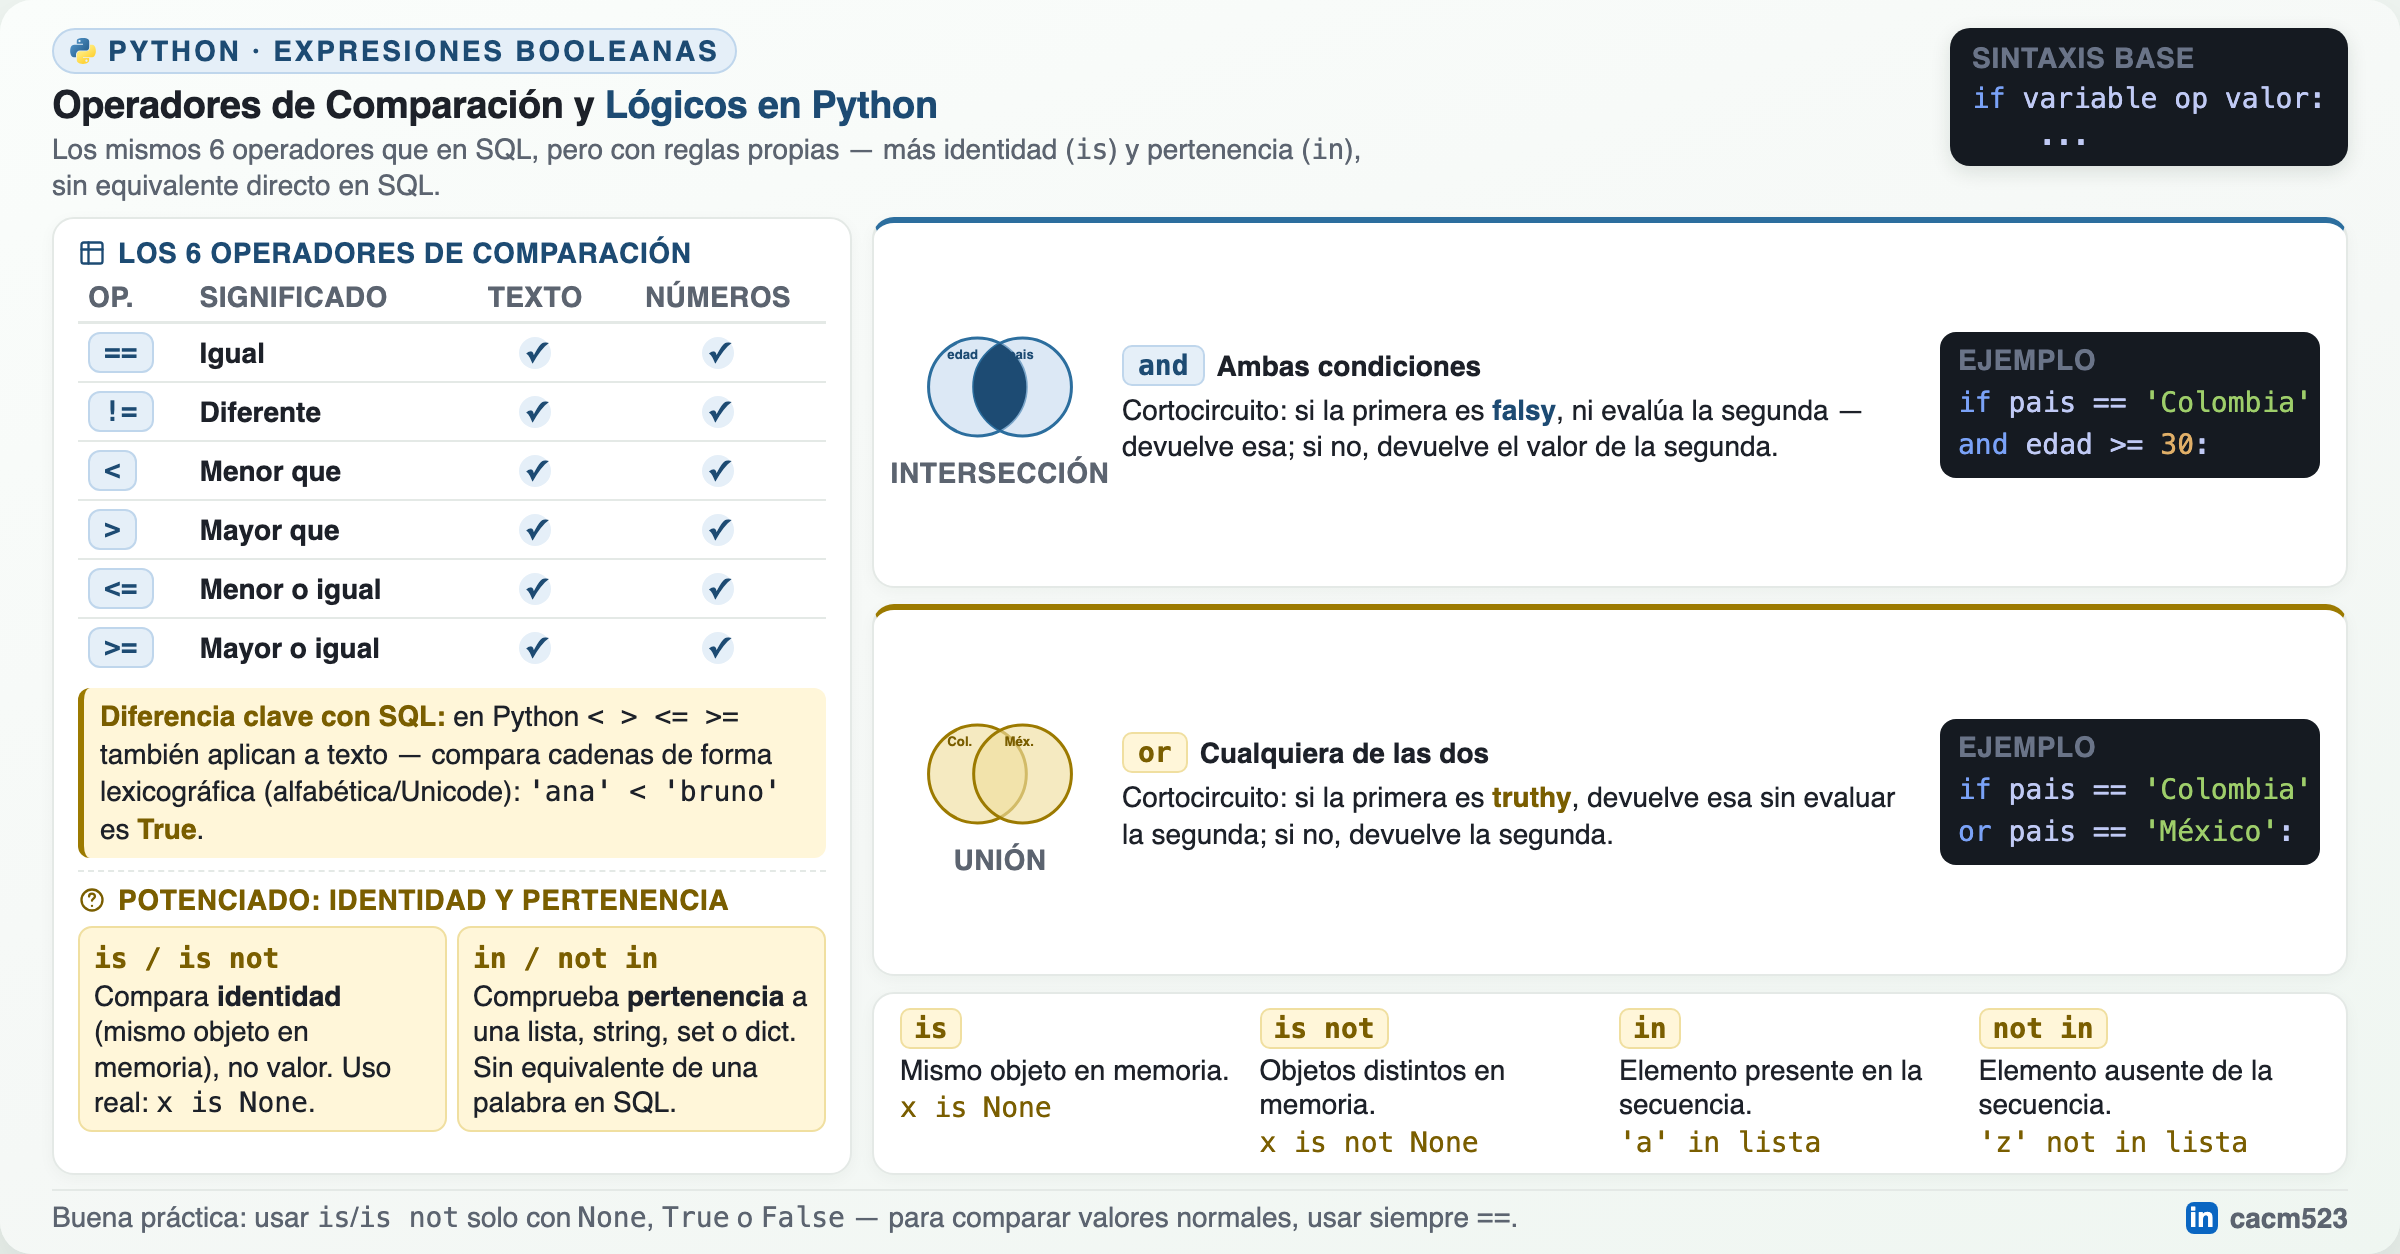 PYTHON · EXPRESIONES BOOLEANAS
Operadores de Comparación y Lógicos en Python
Los mismos 6 operadores que en SQL, pero con reglas propias — más identidad (is) y pertenencia (in),
sin equivalente directo en SQL.
SINTAXIS BASE
if variable op valor:
...
LOS 6 OPERADORES DE COMPARACIÓN
OP. SIGNIFICADO TEXTO NÚMEROS
== Igual ✓ ✓
!= Diferente ✓ ✓
< Menor que ✓ ✓
> Mayor que ✓ ✓
<= Menor o igual ✓ ✓
>= Mayor o igual ✓ ✓
Diferencia clave con SQL: en Python < > <= >=
también aplican a texto — compara cadenas de forma
lexicográfica (alfabética/Unicode): 'ana' < 'bruno'
es True.
POTENCIADO: IDENTIDAD Y PERTENENCIA
is / is not
Compara identidad
(mismo objeto en
memoria), no valor. Uso
real: x is None.
in / not in
Comprueba pertenencia a
una lista, string, set o dict.
Sin equivalente de una
palabra en SQL.
edad pais
INTERSECCIÓN
and Ambas condiciones
Cortocircuito: si la primera es falsy, ni evalúa la segunda —
devuelve esa; si no, devuelve el valor de la segunda.
EJEMPLO
if pais == 'Colombia'
and edad >= 30:
Col. Méx.
UNIÓN
or Cualquiera de las dos
Cortocircuito: si la primera es truthy, devuelve esa sin evaluar
la segunda; si no, devuelve la segunda.
EJEMPLO
if pais == 'Colombia'
or pais == 'México':
is
Mismo objeto en memoria.
x is None
is not
Objetos distintos en
memoria.
x is not None
in
Elemento presente en la
secuencia.
'a' in lista
not in
Elemento ausente de la
secuencia.
'z' not in lista
Buena práctica: usar is/is not solo con None, True o False — para comparar valores normales, usar siempre ==.
in cacm523